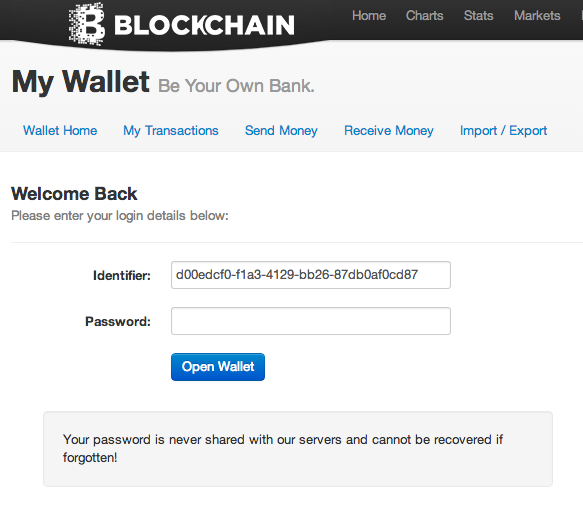 BLOCKCHAIN
Home Charts Stats Markets
My Wallet Be Your Own Bank.
Wallet Home My Transactions Send Money Receive Money Import / Export
Welcome Back
Please enter your login details below:
Identifier: d00edcf0-f1a3-4129-bb26-87db0af0cd87
Password:
Open Wallet
Your password is never shared with our servers and cannot be recovered if
forgotten!